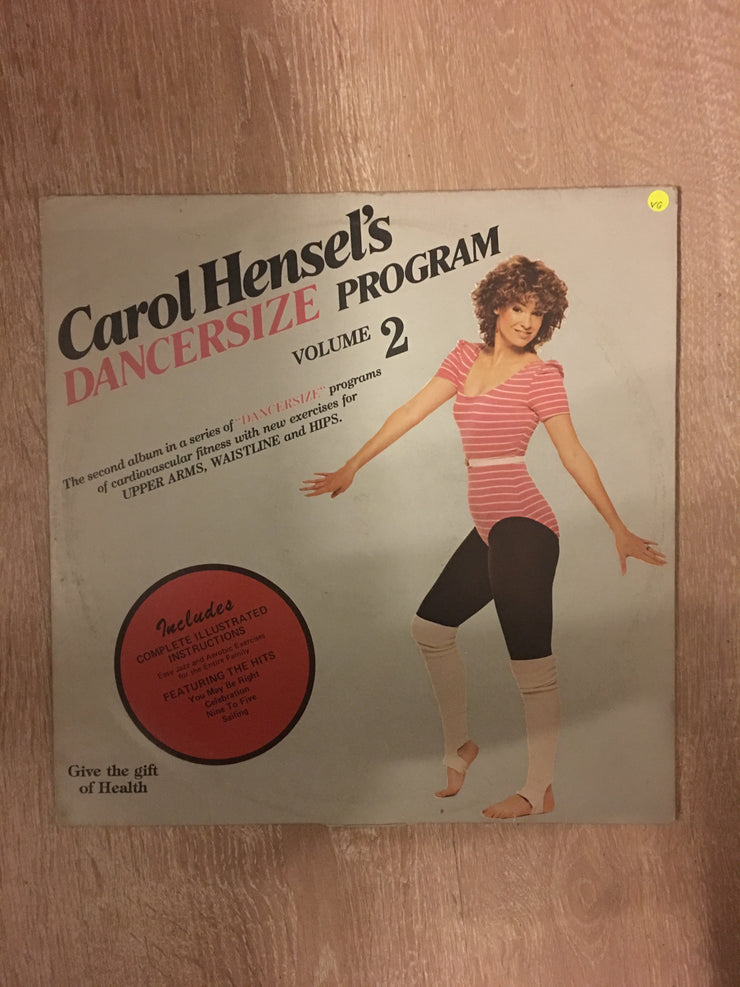 Carol Hensel's
DANCERSIZE PROGRAM
VOLUME 2
The second album in a series of "DANCERSIZE" programs
of cardiovascular fitness with new exercises for
UPPER ARMS, WAISTLINE and HIPS.
VG
Includes
COMPLETE ILLUSTRATED
INSTRUCTIONS
Easy Jazz and Aerobic Exercises
for the Entire Family
FEATURING THE HITS
You May Be Right
Celebration
Nine To Five
Sailing
Give the gift
of Health